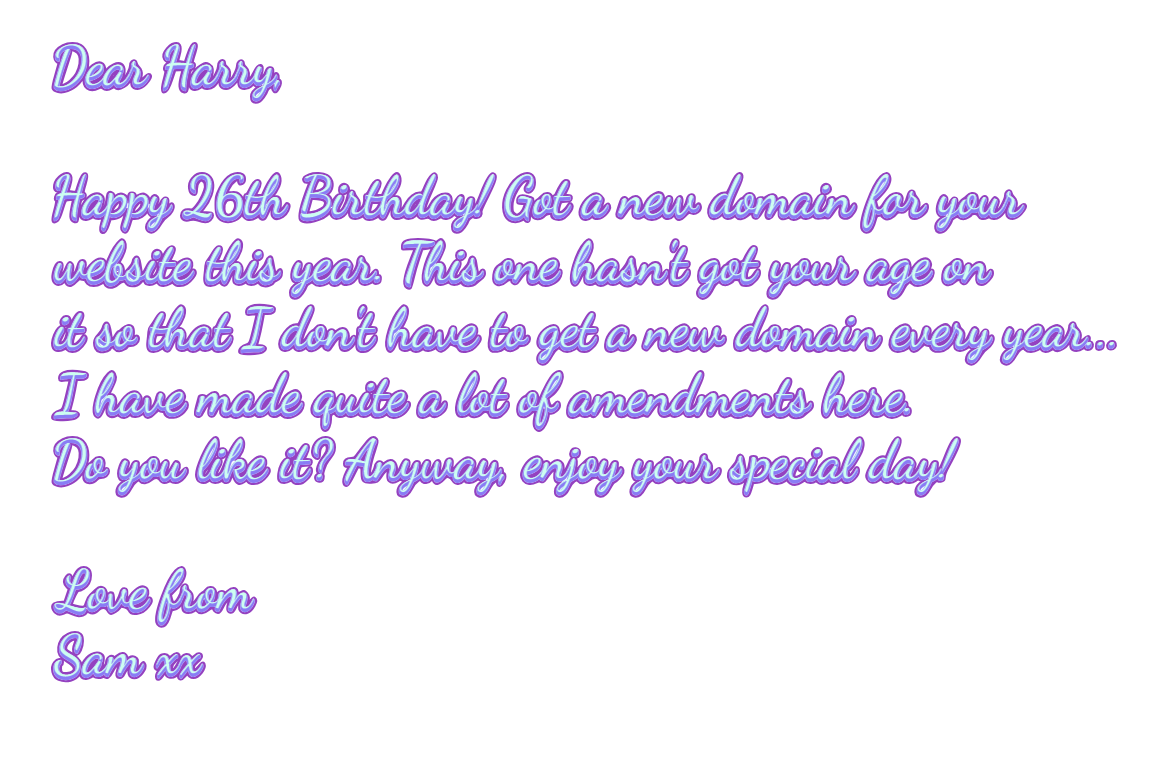 Dear Harry,
Happy 26th Birthday! Got a new domain for your
website this year. This one hasn't got your age on
it so that I don't have to get a new domain every year...
I have made quite a lot of amendments here.
Do you like it? Anyway, enjoy your special day!
Love from
Sam xx